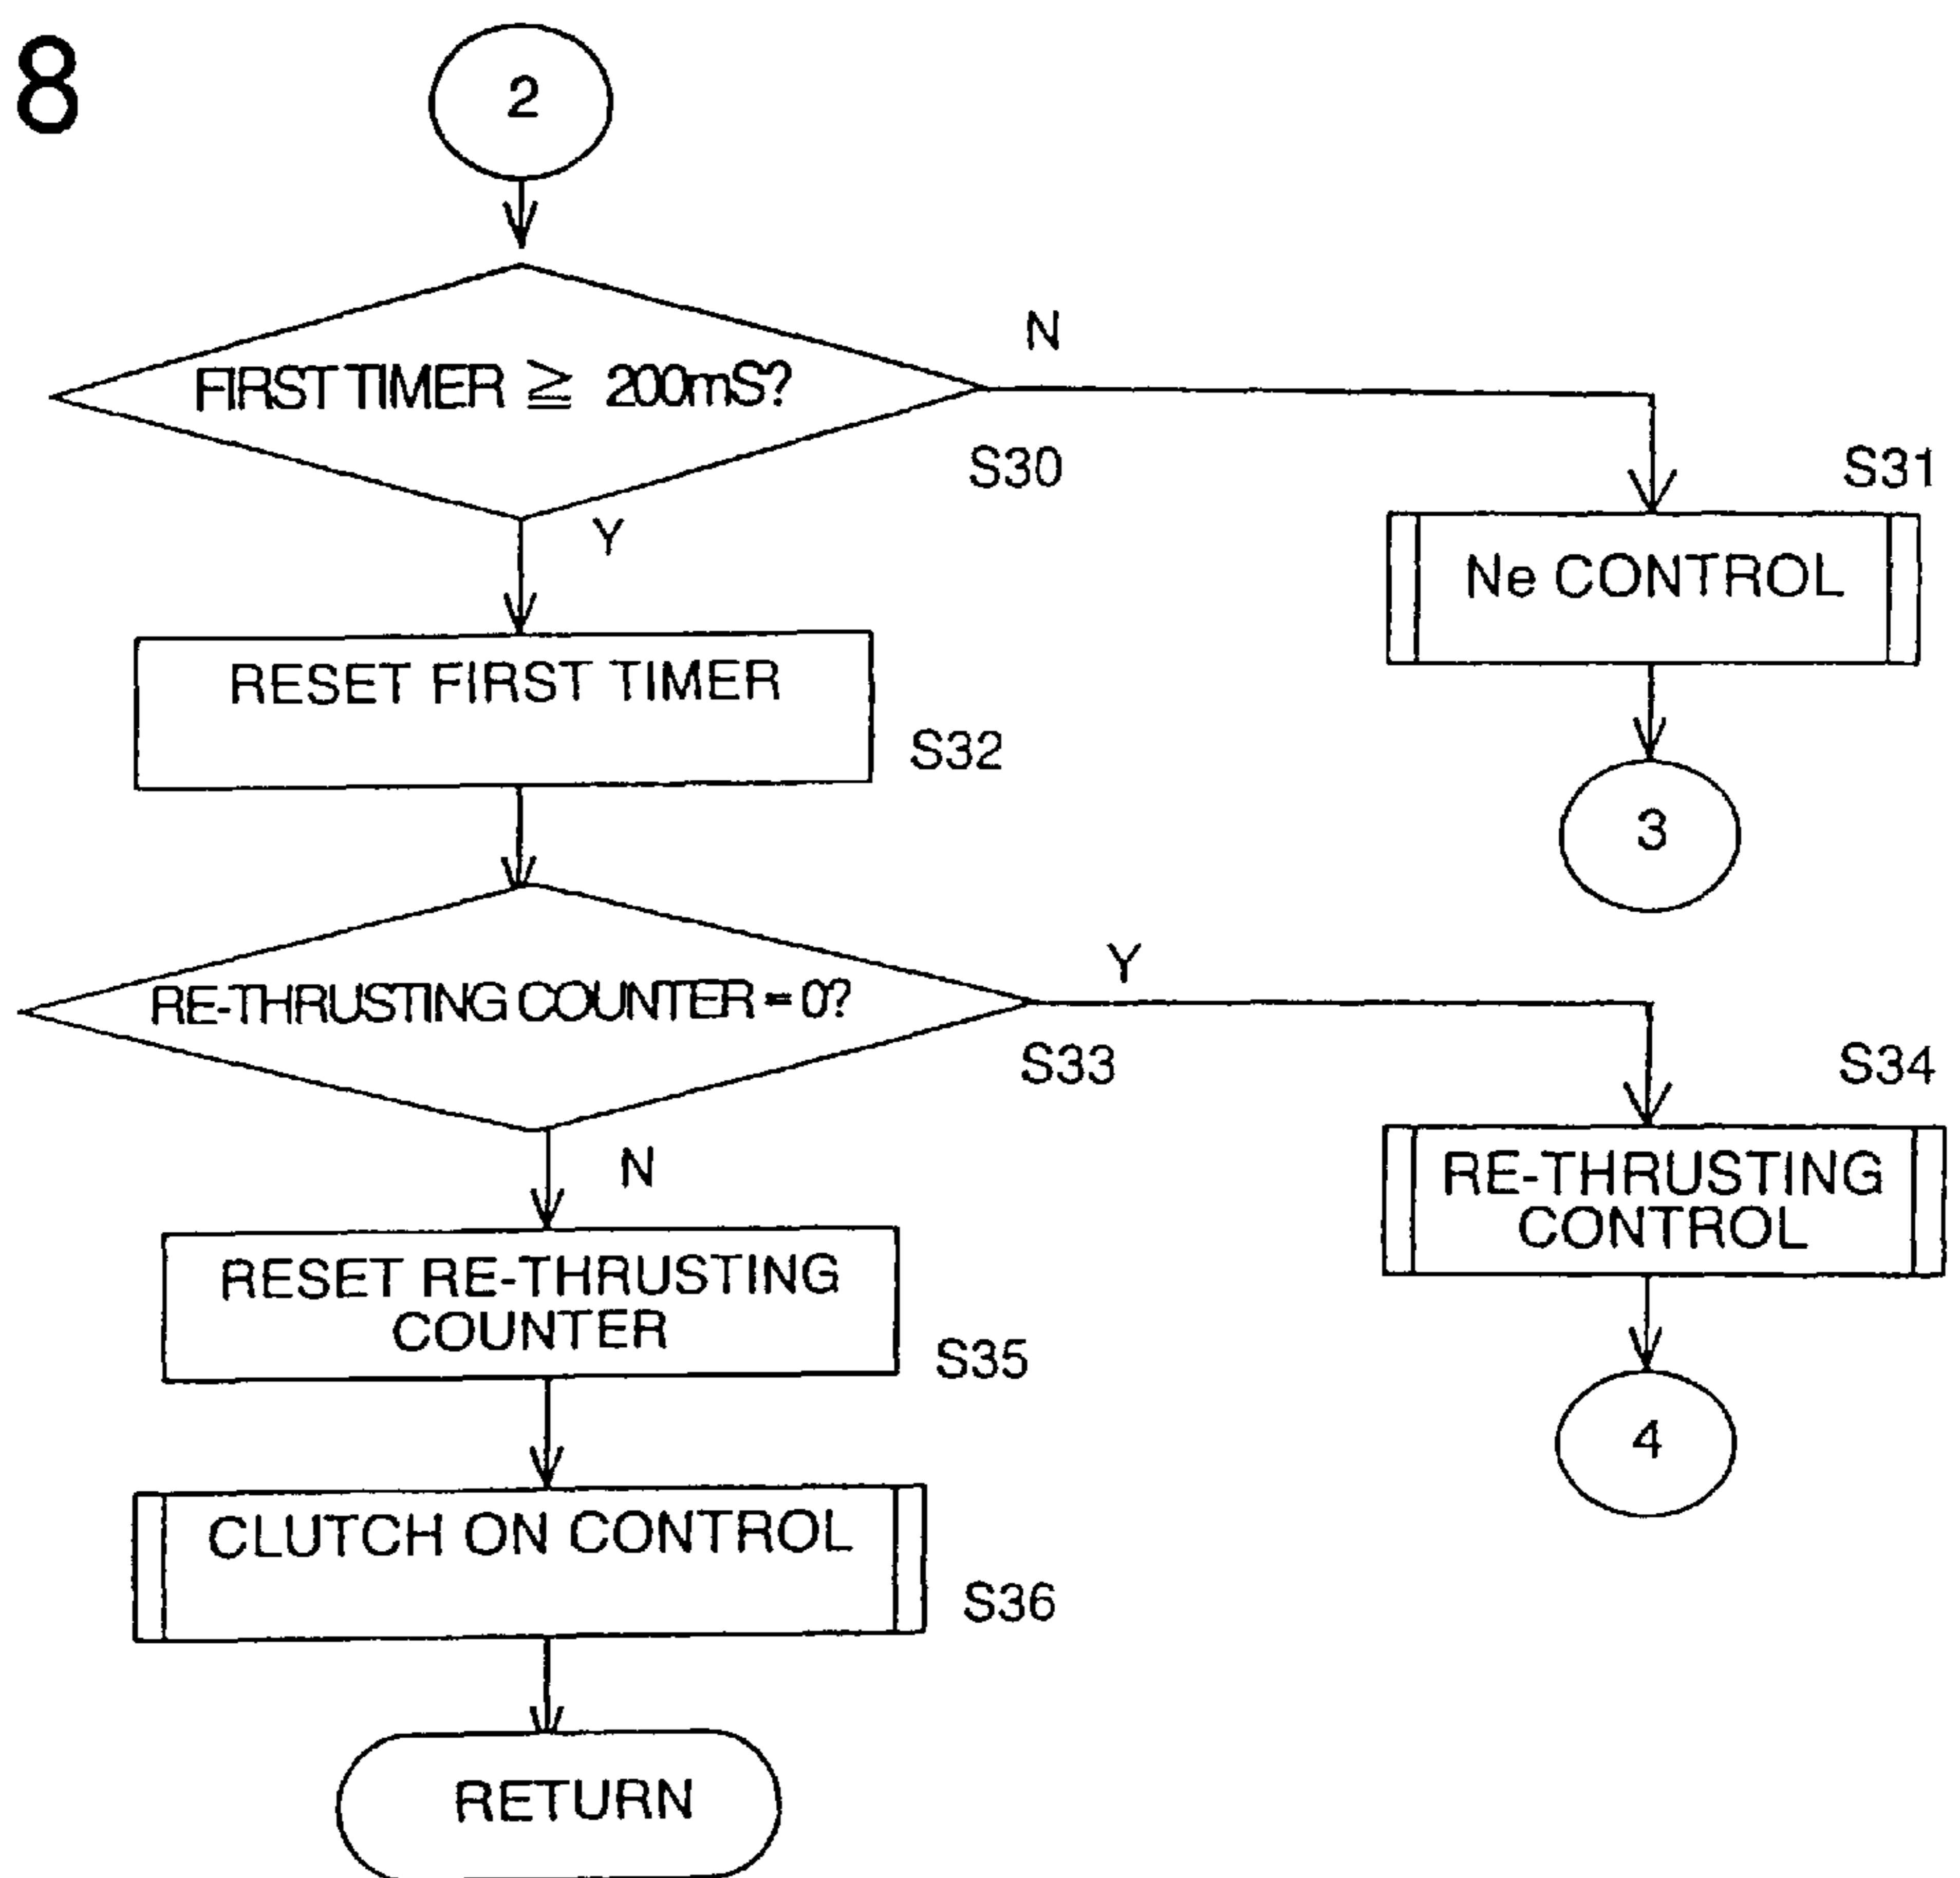 8
2
FIRST TIMER ≧ 200mS?
N
S30
Y
S31
Ne CONTROL
3
RESET FIRST TIMER
S32
RE-THRUSTING COUNTER = 0?
Y
S33
N
S34
RE-THRUSTING
CONTROL
4
RESET RE-THRUSTING
COUNTER
S35
CLUTCH ON CONTROL
S36
RETURN